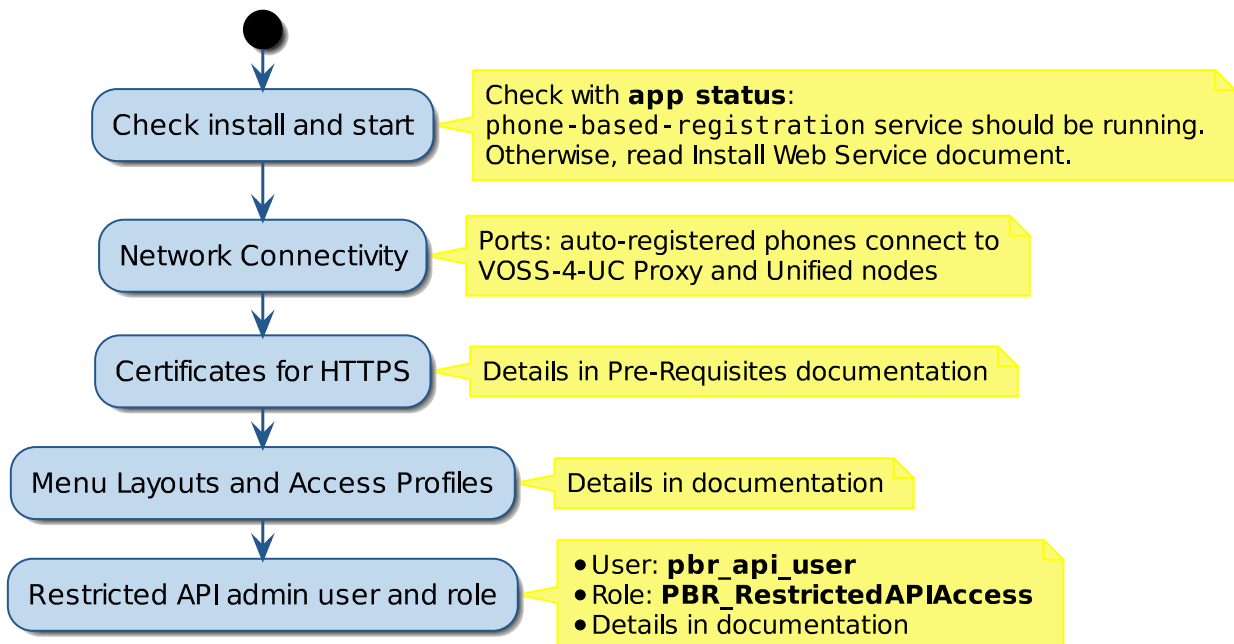 Check install and start
Check with app status:
phone-based-registration service should be running.
Otherwise, read Install Web Service document.
Network Connectivity
Ports: auto-registered phones connect to
VOSS-4-UC Proxy and Unified nodes
Certificates for HTTPS
Details in Pre-Requisites documentation
Menu Layouts and Access Profiles
Details in documentation
Restricted API admin user and role
• User: pbr_api_user
• Role: PBR_RestrictedAPIAccess
• Details in documentation